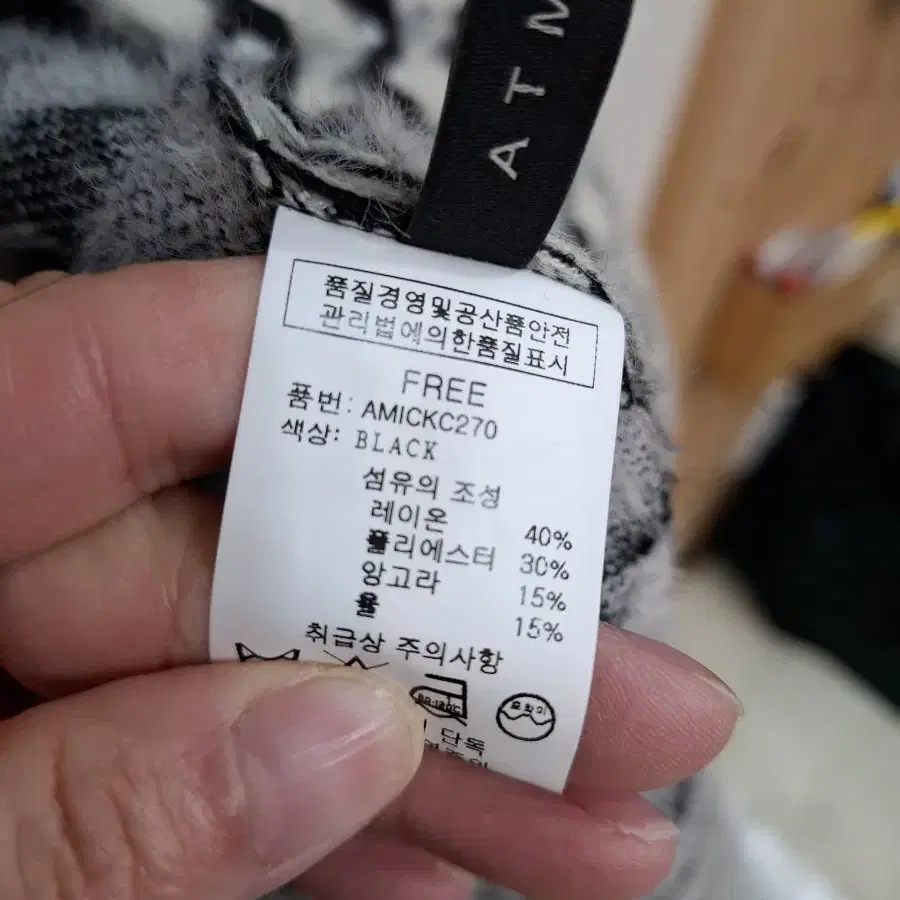 ATM
품질경영및공산품안전
관리법에의한품질표시
FREE
품번: AMICKC270
색상: BLACK
섬유의 조성
레이온 40%
폴리에스터 30%
앙고라 15%
울 15%
취급상 주의사항
단독